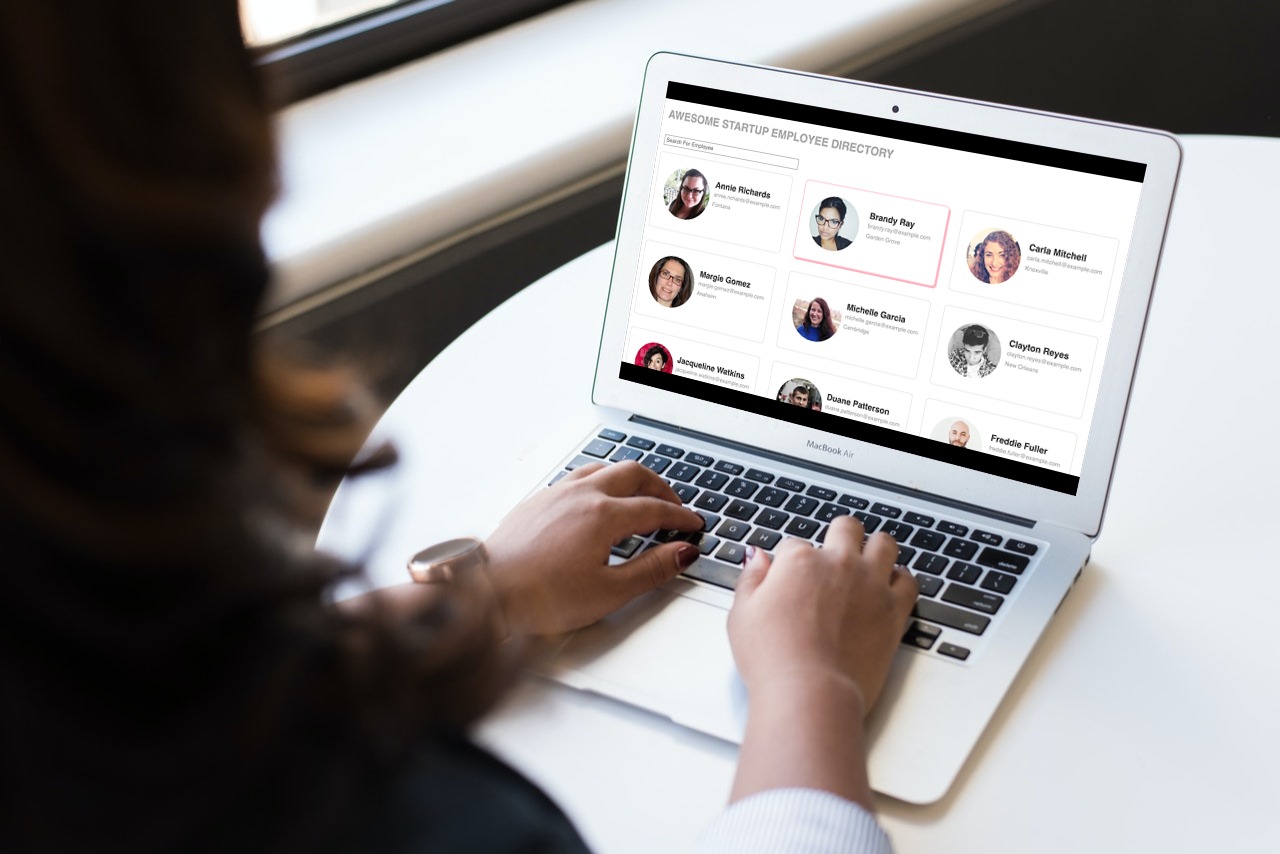 AWESOME STARTUP EMPLOYEE DIRECTORY
Search For Employee
Annie Richards
annie.richards@example.com
Fontana
Brandy Ray
brandy.ray@example.com
Garden Grove
Carla Mitchell
carla.mitchell@example.com
Knoxville
Margie Gomez
margie.gomez@example.com
Anaheim
Michelle Garcia
michelle.garcia@example.com
Cambridge
Clayton Reyes
clayton.reyes@example.com
New Orleans
Jacqueline Watkins
jacqueline.watkins@example.com
Duane Patterson
duane.patterson@example.com
Freddie Fuller
freddie.fuller@example.com
MacBook Air
delete